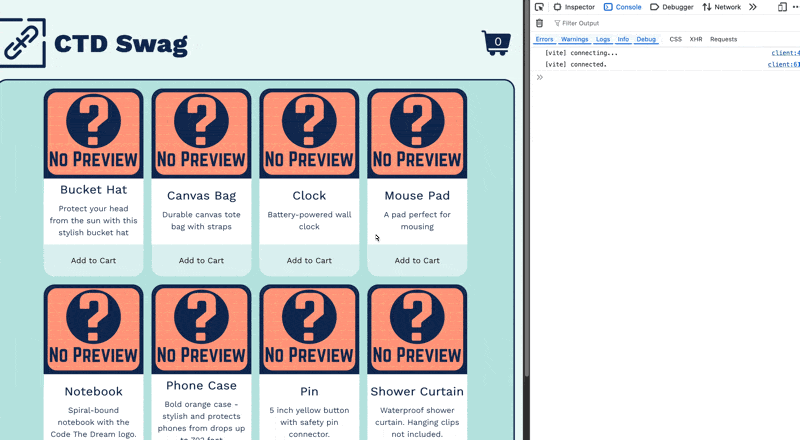 CTD Swag
0
?
NO PREVIEW
?
NO PREVIEW
?
NO PREVIEW
?
NO PREVIEW
Bucket Hat
Protect your head
from the sun with this
stylish bucket hat
Add to Cart
Canvas Bag
Durable canvas tote
bag with straps
Add to Cart
Clock
Battery-powered wall
clock
Add to Cart
Mouse Pad
A pad perfect for
mousing
Add to Cart
?
NO PREVIEW
?
NO PREVIEW
?
NO PREVIEW
?
NO PREVIEW
Notebook
Spiral-bound
notebook with the
Code The Dream logo.
Phone Case
Bold orange case -
stylish and protects
phones from drops up
Pin
5 inch yellow button
with safety pin
connector.
Shower Curtain
Waterproof shower
curtain. Hanging clips
not included.
Inspector
Console
Debugger
Network
Filter Output
Errors
Warnings
Logs
Info
Debug
CSS
XHR
Requests
[vite] connecting...
client:4
[vite] connected.
client:61